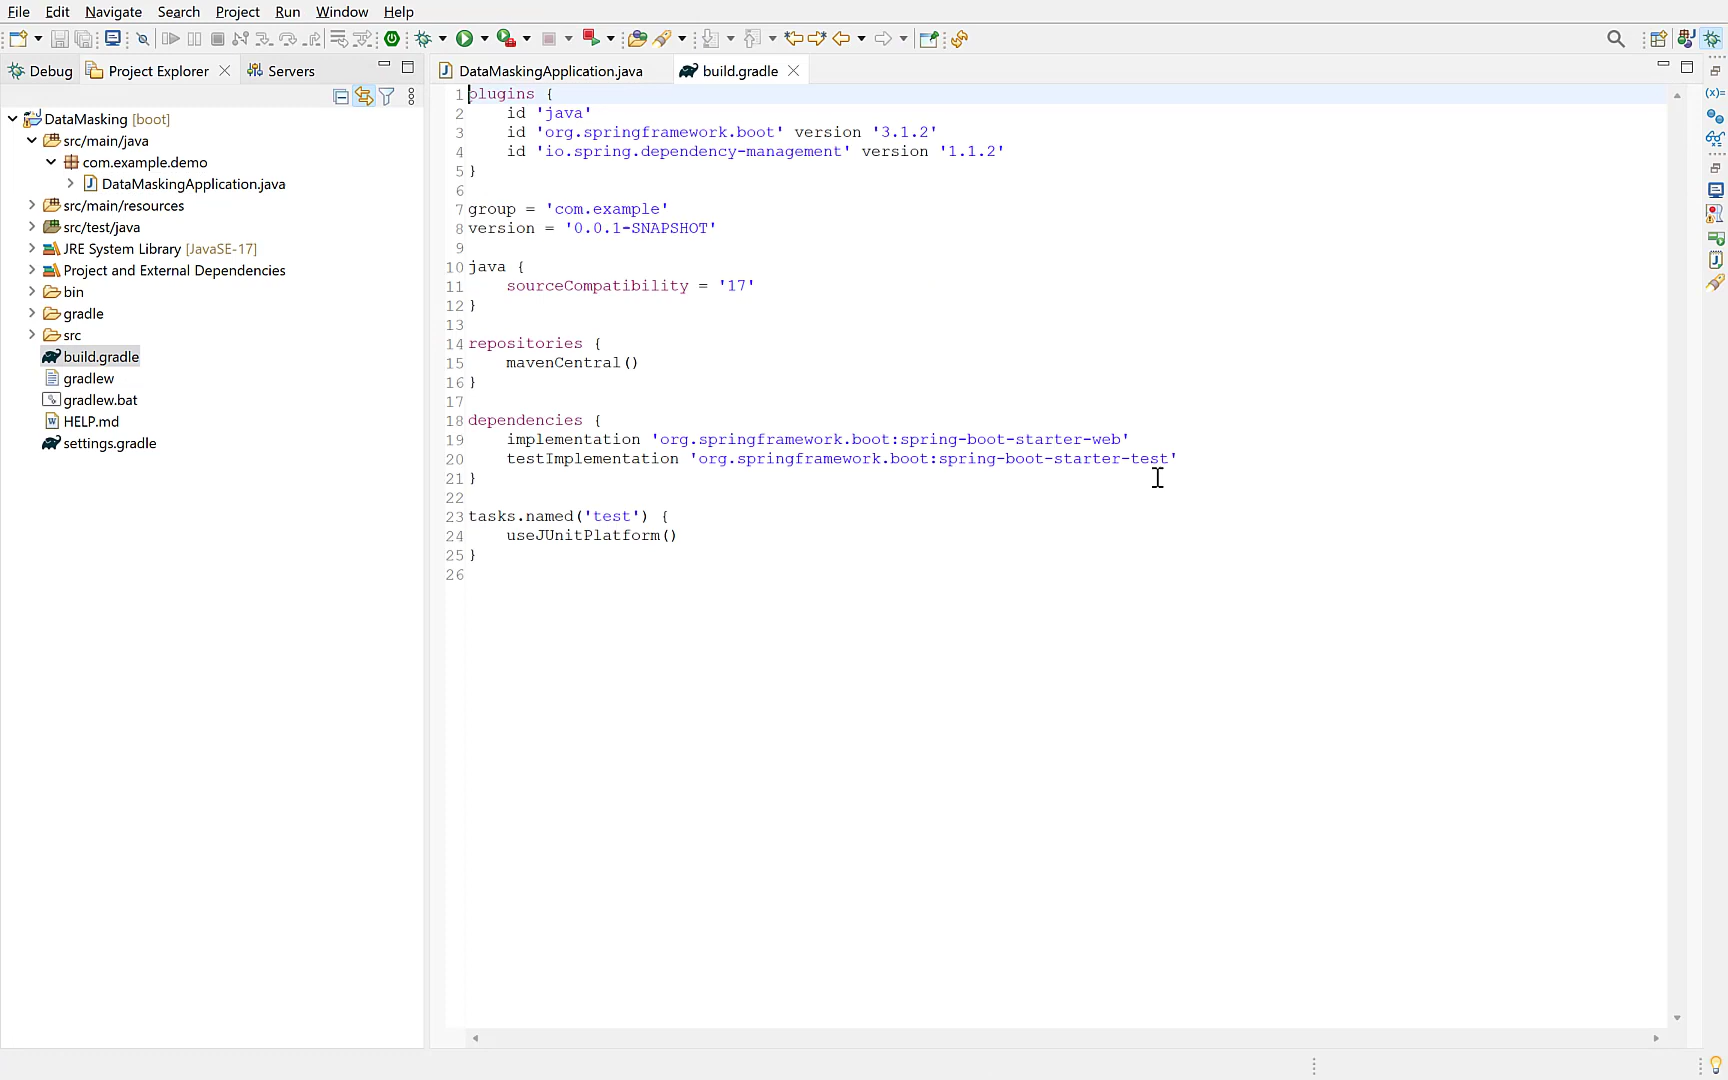 File Edit Navigate Search Project Run Window Help
Debug Project Explorer Servers
DataMaskingApplication.java build.gradle
DataMasking [boot]
src/main/java
com.example.demo
DataMaskingApplication.java
src/main/resources
src/test/java
JRE System Library [JavaSE-17]
Project and External Dependencies
bin
gradle
src
build.gradle
gradlew
gradlew.bat
HELP.md
settings.gradle
1 plugins {
2 id 'java'
3 id 'org.springframework.boot' version '3.1.2'
4 id 'io.spring.dependency-management' version '1.1.2'
5 }
6
7 group = 'com.example'
8 version = '0.0.1-SNAPSHOT'
9
10 java {
11 sourceCompatibility = '17'
12 }
13
14 repositories {
15 mavenCentral()
16 }
17
18 dependencies {
19 implementation 'org.springframework.boot:spring-boot-starter-web'
20 testImplementation 'org.springframework.boot:spring-boot-starter-test'
21 }
22
23 tasks.named('test') {
24 useJUnitPlatform()
25 }
26